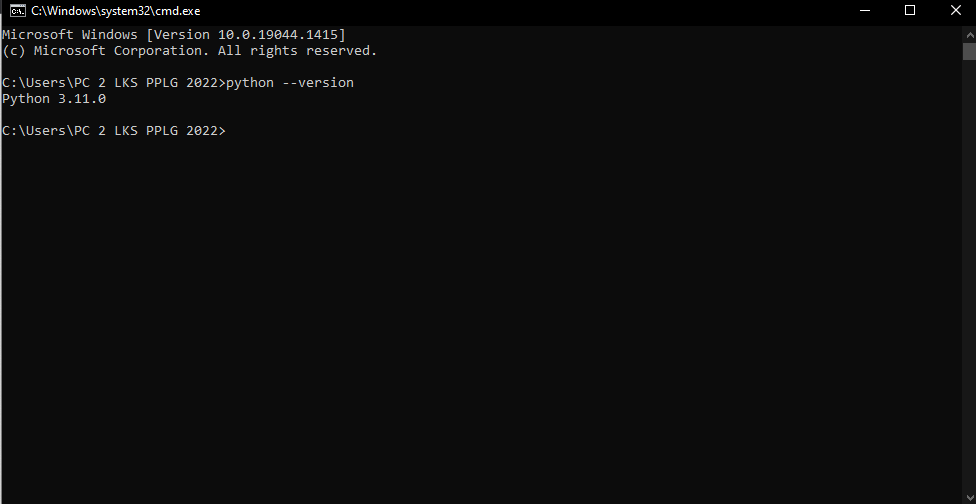 C:\Windows\system32\cmd.exe
Microsoft Windows [Version 10.0.19044.1415]
(c) Microsoft Corporation. All rights reserved.
C:\Users\PC 2 LKS PPLG 2022>python --version
Python 3.11.0
C:\Users\PC 2 LKS PPLG 2022>